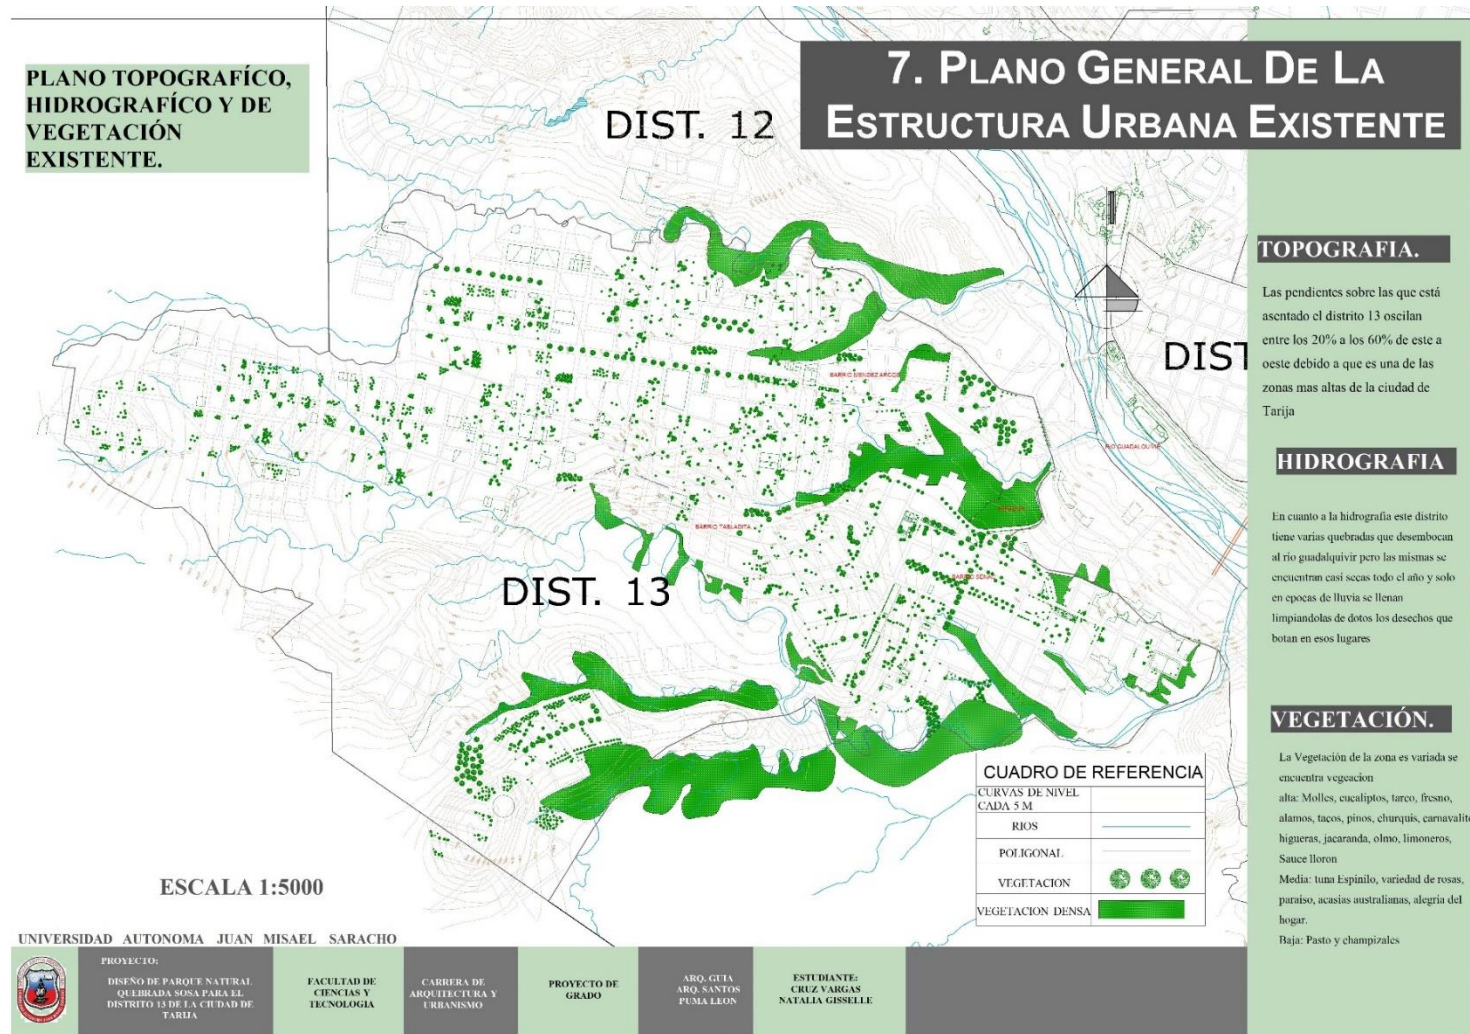 PLANO TOPOGRAFÍCO,
HIDROGRAFÍCO Y DE
VEGETACIÓN
EXISTENTE.
7. PLANO GENERAL DE LA
ESTRUCTURA URBANA EXISTENTE
DIST. 12
DIST
DIST. 13
BARRIO MENDEZ ARCOS
RIO GUADALQUIVIR
BARRIO TABLADITA
BARRIO SENAC
TOPOGRAFIA.
Las pendientes sobre las que está
asentado el distrito 13 oscilan
entre los 20% a los 60% de este a
oeste debido a que es una de las
zonas mas altas de la ciudad de
Tarija
HIDROGRAFIA
En cuanto a la hidrografia este distrito
tiene varias quebradas que desembocan
al rio guadalquivir pero las mismas se
encuentran casi secas todo el año y solo
en epocas de lluvia se llenan
limpiandolas de dotos los desechos que
botan en esos lugares
VEGETACIÓN.
La Vegetación de la zona es variada se
encuentra vegeacion
alta: Molles, eucaliptos, tarco, fresno,
alamos, tacos, pinos, churquis, carnavalito
higueras, jacaranda, olmo, limoneros,
Sauce lloron
Media: tuna Espinilo, variedad de rosas,
paraiso, acasias australianas, alegria del
hogar.
Baja: Pasto y champizales
CUADRO DE REFERENCIA
CURVAS DE NIVEL
CADA 5 M
RIOS
POLIGONAL
VEGETACION
VEGETACION DENSA
ESCALA 1:5000
UNIVERSIDAD AUTONOMA JUAN MISAEL SARACHO
PROYECTO:
DISEÑO DE PARQUE NATURAL
QUEBRADA SOSA PARA EL
DISTRITO 13 DE LA CIUDAD DE
TARIJA
FACULTAD DE
CIENCIAS Y
TECNOLOGIA
CARRERA DE
ARQUITECTURA Y
URBANISMO
PROYECTO DE
GRADO
ARQ. GUIA
ARQ. SANTOS
PUMA LEON
ESTUDIANTE:
CRUZ VARGAS
NATALIA GISSELLE